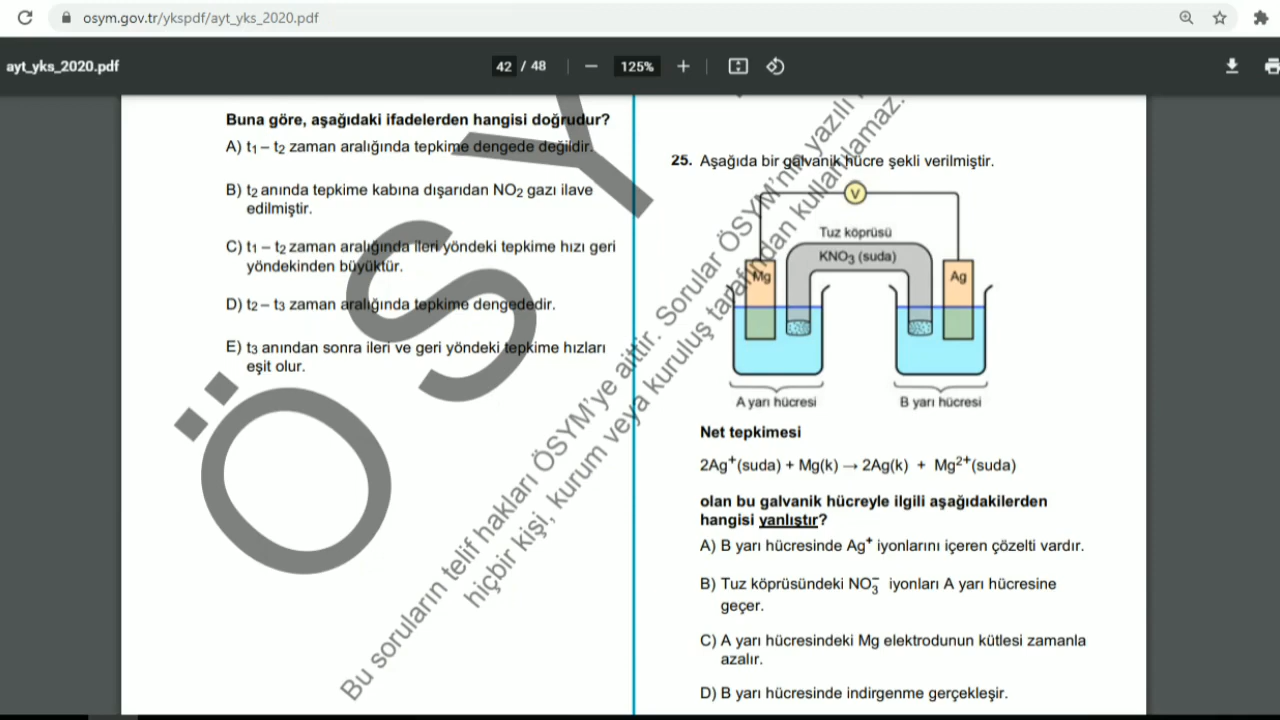 osym.gov.tr/ykspdf/ayt_yks_2020.pdf
ayt_yks_2020.pdf
42 / 48
125%
Buna göre, aşağıdaki ifadelerden hangisi doğrudur?
A) t₁ – t₂ zaman aralığında tepkime dengede değildir.
B) t₂ anında tepkime kabına dışarıdan NO₂ gazı ilave
edilmiştir.
C) t₁ – t₂ zaman aralığında ileri yöndeki tepkime hızı geri
yöndekinden büyüktür.
D) t₂ – t₃ zaman aralığında tepkime dengededir.
E) t₃ anından sonra ileri ve geri yöndeki tepkime hızları
eşit olur.
25. Aşağıda bir galvanik hücre şekli verilmiştir.
V
Tuz köprüsü
KNO₃ (suda)
Mg
Ag
A yarı hücresi
B yarı hücresi
Net tepkimesi
2Ag⁺(suda) + Mg(k) → 2Ag(k) + Mg²⁺(suda)
olan bu galvanik hücreyle ilgili aşağıdakilerden
hangisi yanlıştır?
A) B yarı hücresinde Ag⁺ iyonlarını içeren çözelti vardır.
B) Tuz köprüsündeki NO₃⁻ iyonları A yarı hücresine
geçer.
C) A yarı hücresindeki Mg elektrodunun kütlesi zamanla
azalır.
D) B yarı hücresinde indirgenme gerçekleşir.
ÖSY
Bu soruların telif hakları ÖSYM'ye aittir. Sorular ÖSYM'nin yazılı
hiçbir kişi, kurum veya kuruluş tarafından kullanılamaz.